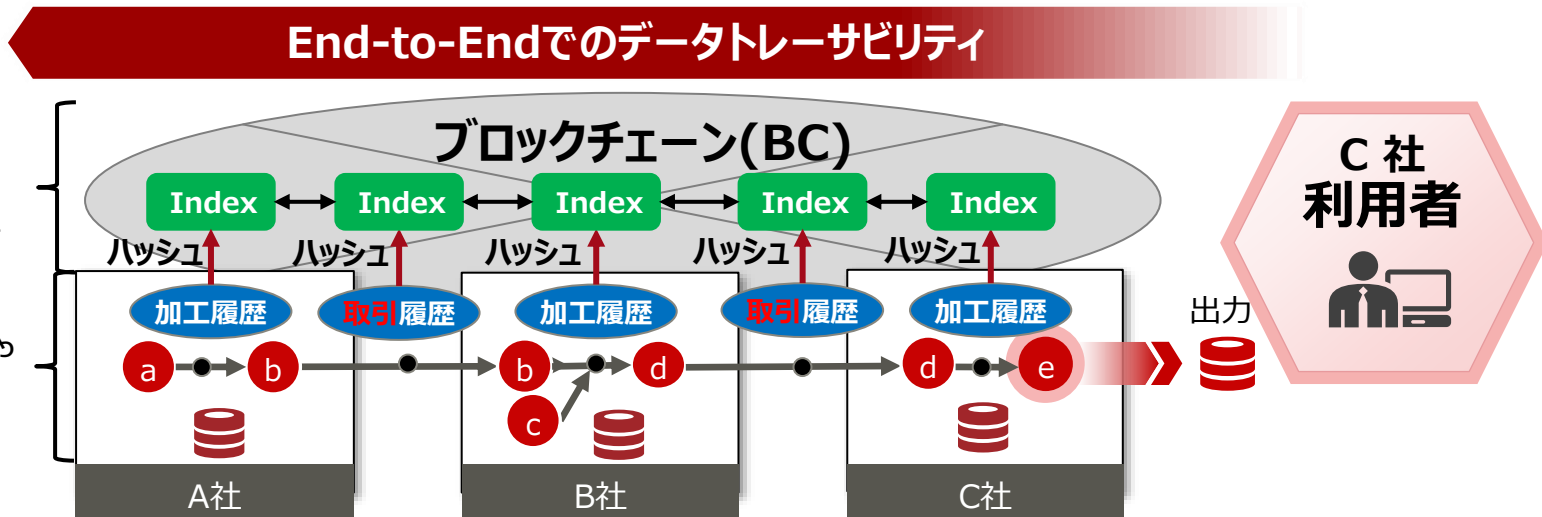 End-to-Endでのデータトレーサビリティ
ブロックチェーン(BC)
Index Index Index Index Index
ハッシュ ハッシュ ハッシュ ハッシュ ハッシュ
加工履歴 取引履歴 加工履歴 取引履歴 加工履歴
a b b d d e
c
A社 B社 C社
出力
C 社
利用者
や